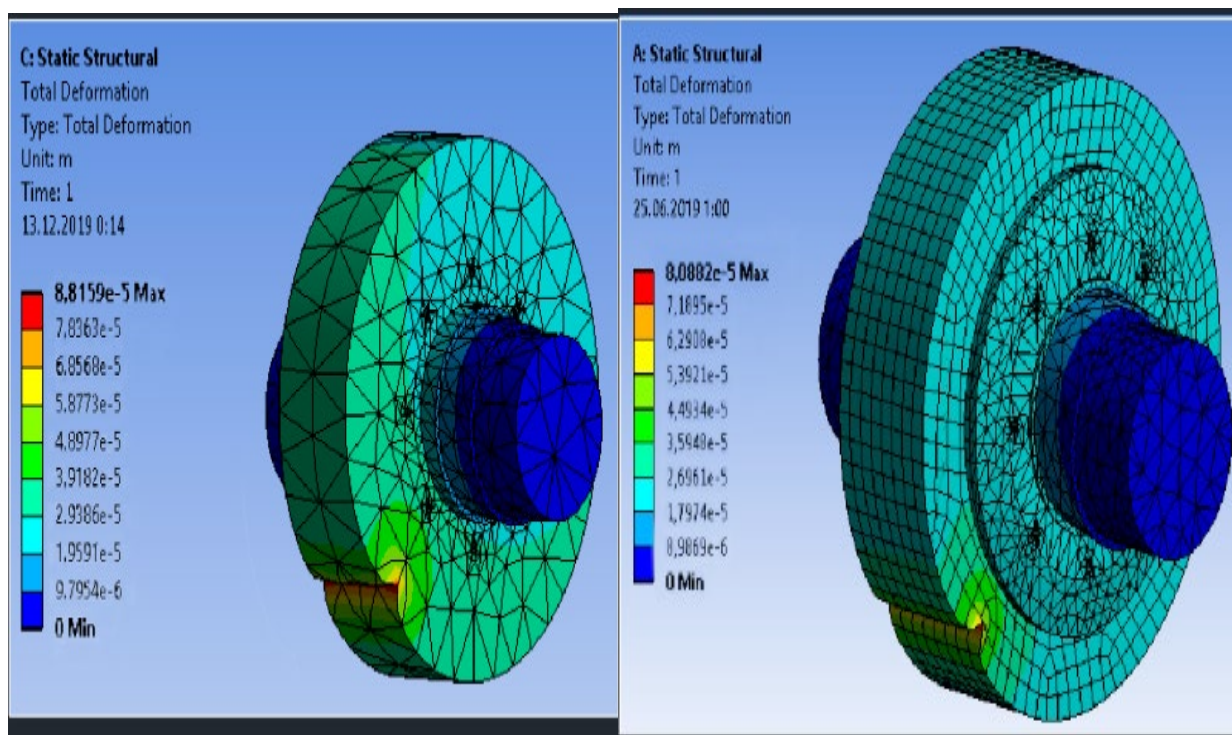 C: Static Structural
Total Deformation
Type: Total Deformation
Unit: m
Time: 1
13.12.2019 0:14
8,8159e-5 Max
7,8363e-5
6,8568e-5
5,8773e-5
4,8977e-5
3,9182e-5
2,9386e-5
1,9591e-5
9,7954e-6
0 Min
A: Static Structural
Total Deformation
Type: Total Deformation
Unit: m
Time: 1
25.06.2019 1:00
8,0882e-5 Max
7,1895e-5
6,2908e-5
5,3921e-5
4,4934e-5
3,5948e-5
2,6961e-5
1,7974e-5
8,9869e-6
0 Min